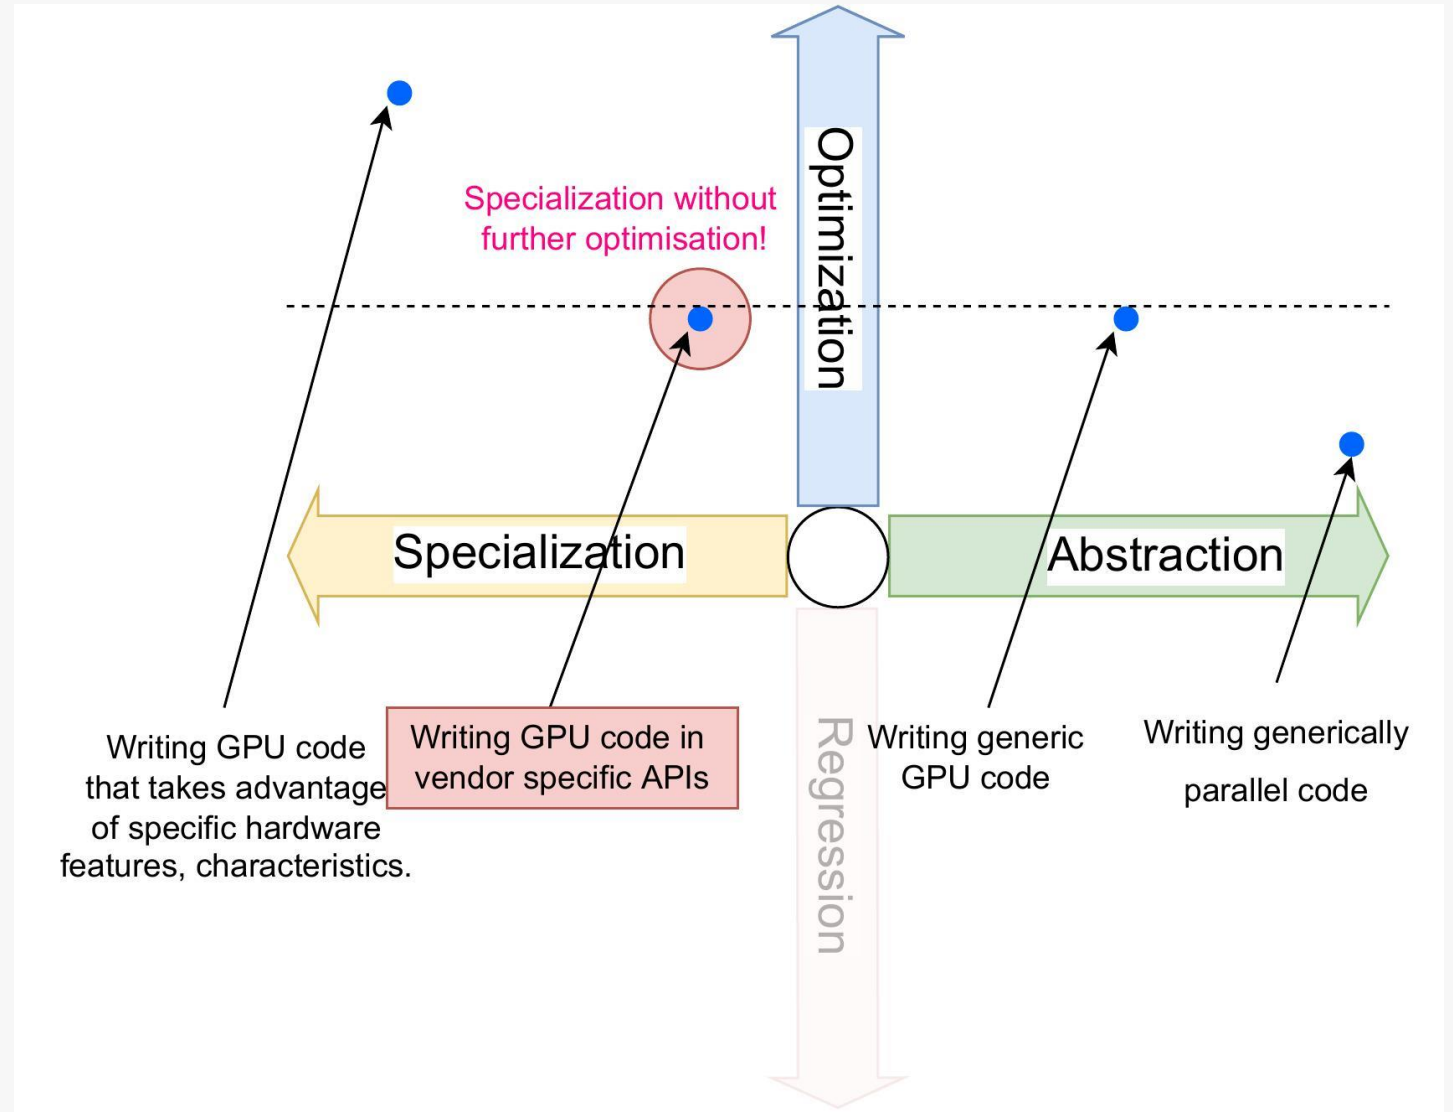 Optimization
Specialization without
further optimisation!
Specialization
Abstraction
Regression
Writing GPU code
that takes advantage
of specific hardware
features, characteristics.
Writing GPU code in
vendor specific APIs
Writing generic
GPU code
Writing generically
parallel code